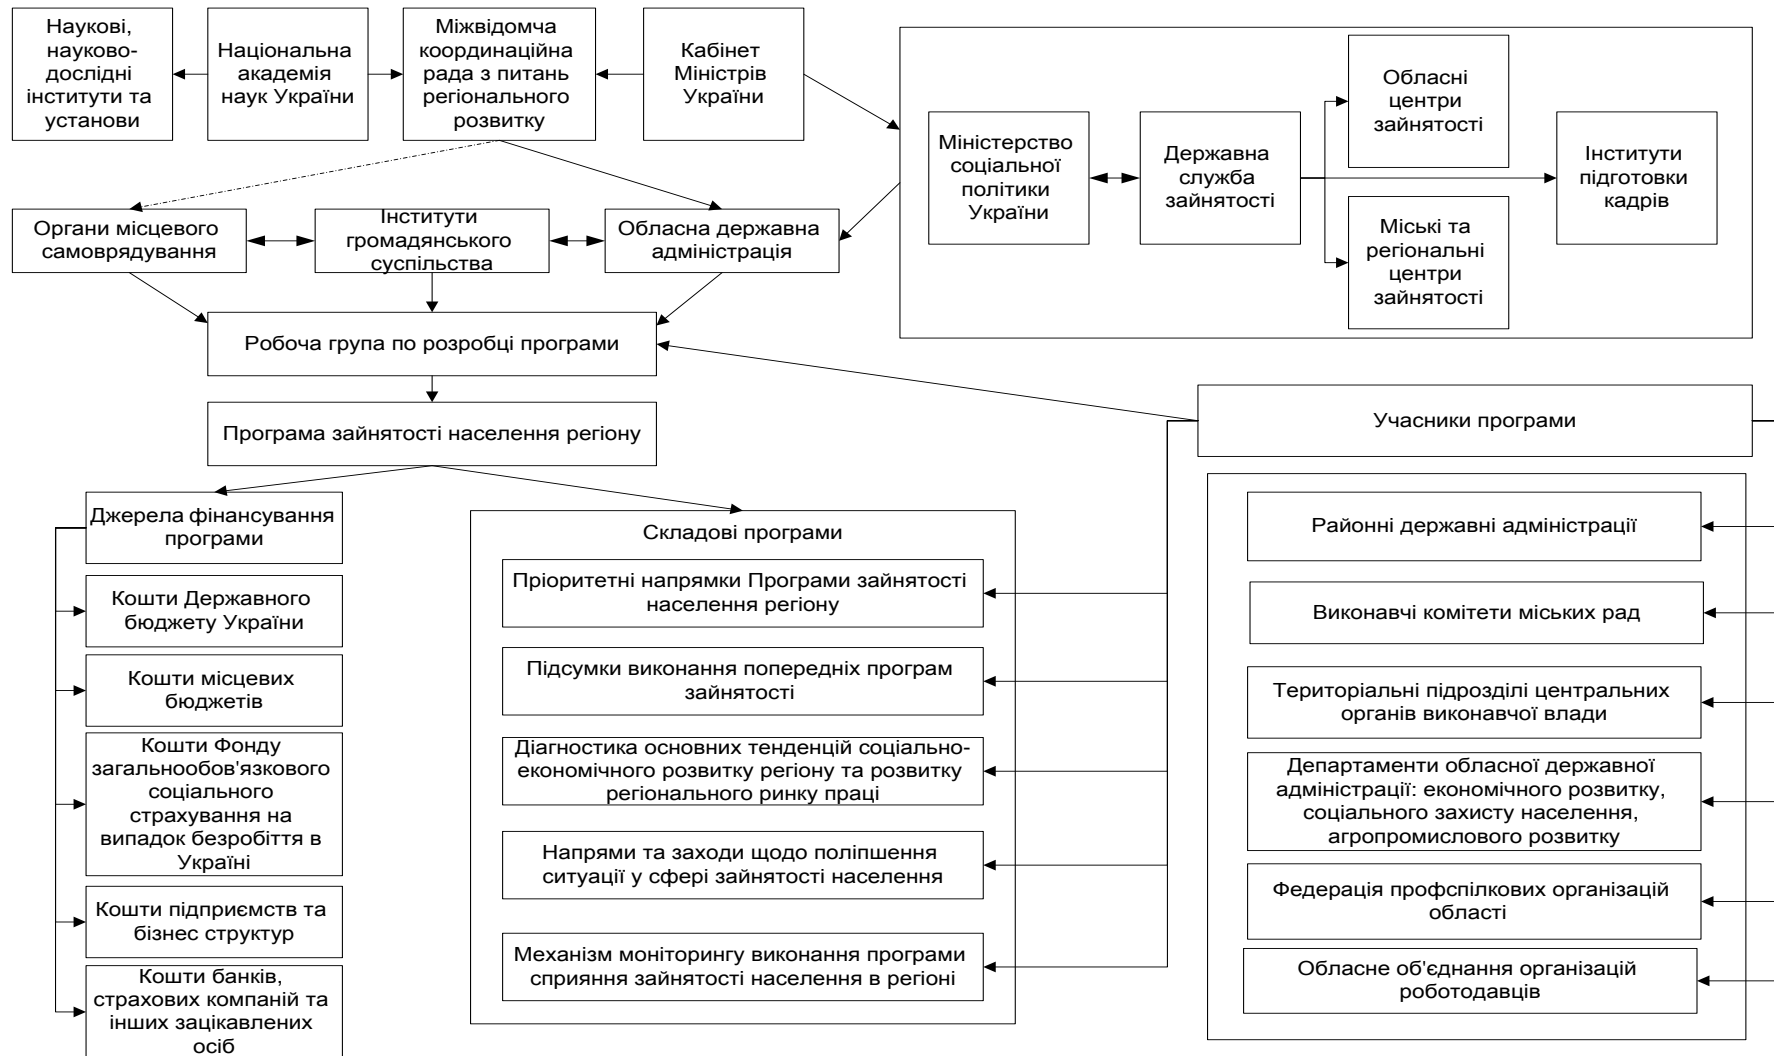 Наукові,
науково-
дослідні
інститути та
установи
Національна
академія
наук України
Міжвідомча
координаційна
рада з питань
регіонального
розвитку
Кабінет
Міністрів
України
Міністерство
соціальної
політики
України
Державна
служба
зайнятості
Обласні
центри
зайнятості
Інститути
підготовки
кадрів
Міські та
регіональні
центри
зайнятості
Органи місцевого
самоврядування
Інститути
громадянського
суспільства
Обласна державна
адміністрація
Робоча група по розробці програми
Програма зайнятості населення регіону
Учасники програми
Джерела фінансування
програми
Кошти Державного
бюджету України
Кошти місцевих
бюджетів
Кошти Фонду
загальнообов'язкового
соціального
страхування на
випадок безробіття в
Україні
Кошти підприємств та
бізнес структур
Кошти банків,
страхових компаній та
інших зацікавлених
осіб
Складові програми
Пріоритетні напрямки Програми зайнятості
населення регіону
Підсумки виконання попередніх програм
зайнятості
Діагностика основних тенденцій соціально-
економічного розвитку регіону та розвитку
регіонального ринку праці
Напрями та заходи щодо поліпшення
ситуації у сфері зайнятості населення
Механізм моніторингу виконання програми
сприяння зайнятості населення в регіоні
Районні державні адміністрації
Виконавчі комітети міських рад
Територіальні підрозділі центральних
органів виконавчої влади
Департаменти обласної державної
адміністрації: економічного розвитку,
соціального захисту населення,
агропромислового розвитку
Федерація профспілкових організацій
області
Обласне об'єднання організацій
роботодавців